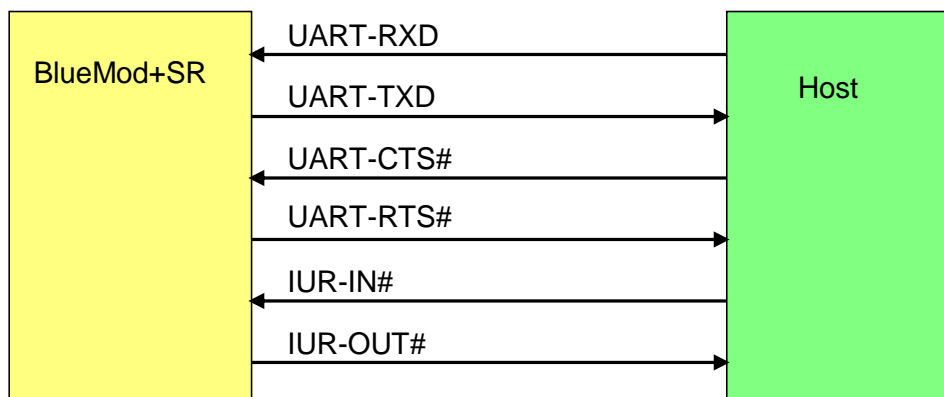 UART-RXD
BlueMod+SR
UART-TXD
Host
UART-CTS#
UART-RTS#
IUR-IN#
IUR-OUT#